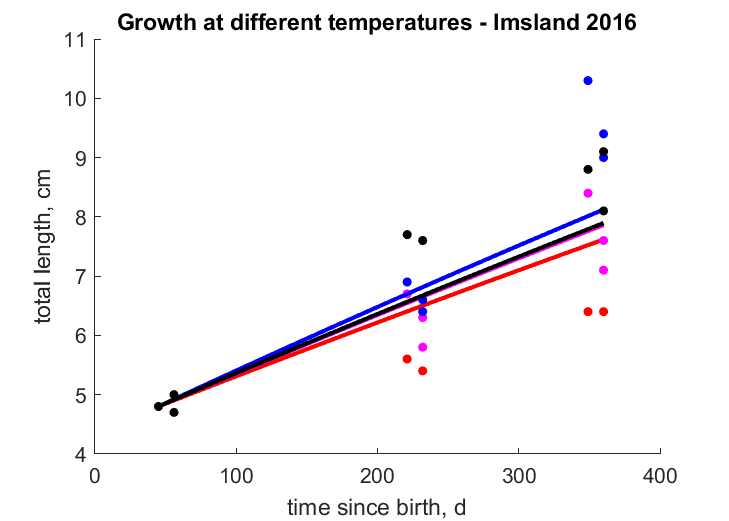 Growth at different temperatures - Imsland 2016
11
10
9
8
7
6
5
4
total length, cm
0 100 200 300 400
time since birth, d